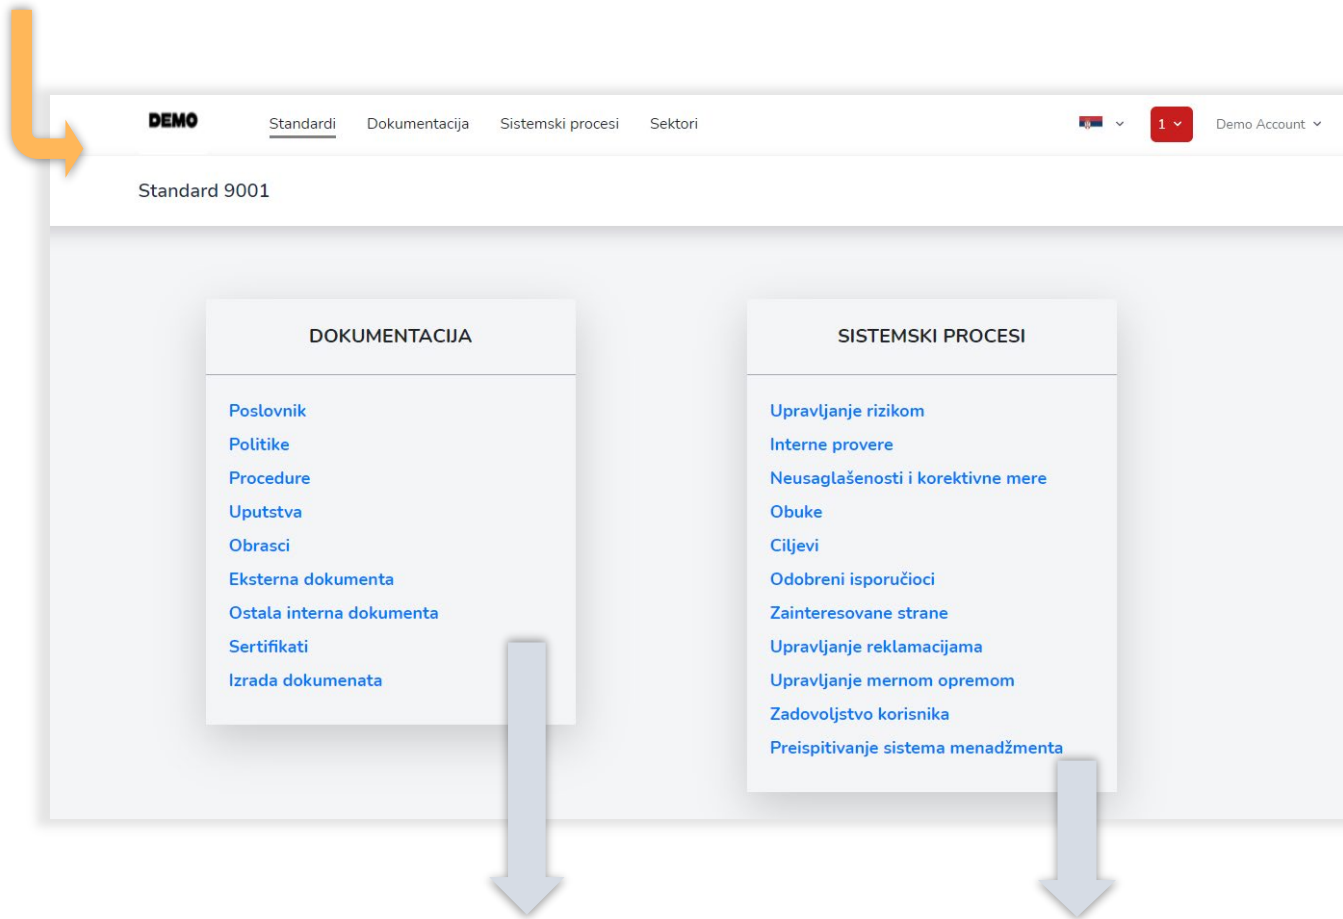 DEMO Standardi Dokumentacija Sistemski procesi Sektori 1 Demo Account
Standard 9001
DOKUMENTACIJA
Poslovnik
Politike
Procedure
Uputstva
Obrasci
Eksterna dokumenta
Ostala interna dokumenta
Sertifikati
Izrada dokumenata
SISTEMSKI PROCESI
Upravljanje rizikom
Interne provere
Neusaglašenosti i korektivne mere
Obuke
Ciljevi
Odobreni isporučioci
Zainteresovane strane
Upravljanje reklamacijama
Upravljanje mernom opremom
Zadovoljstvo korisnika
Preispitivanje sistema menadžmenta